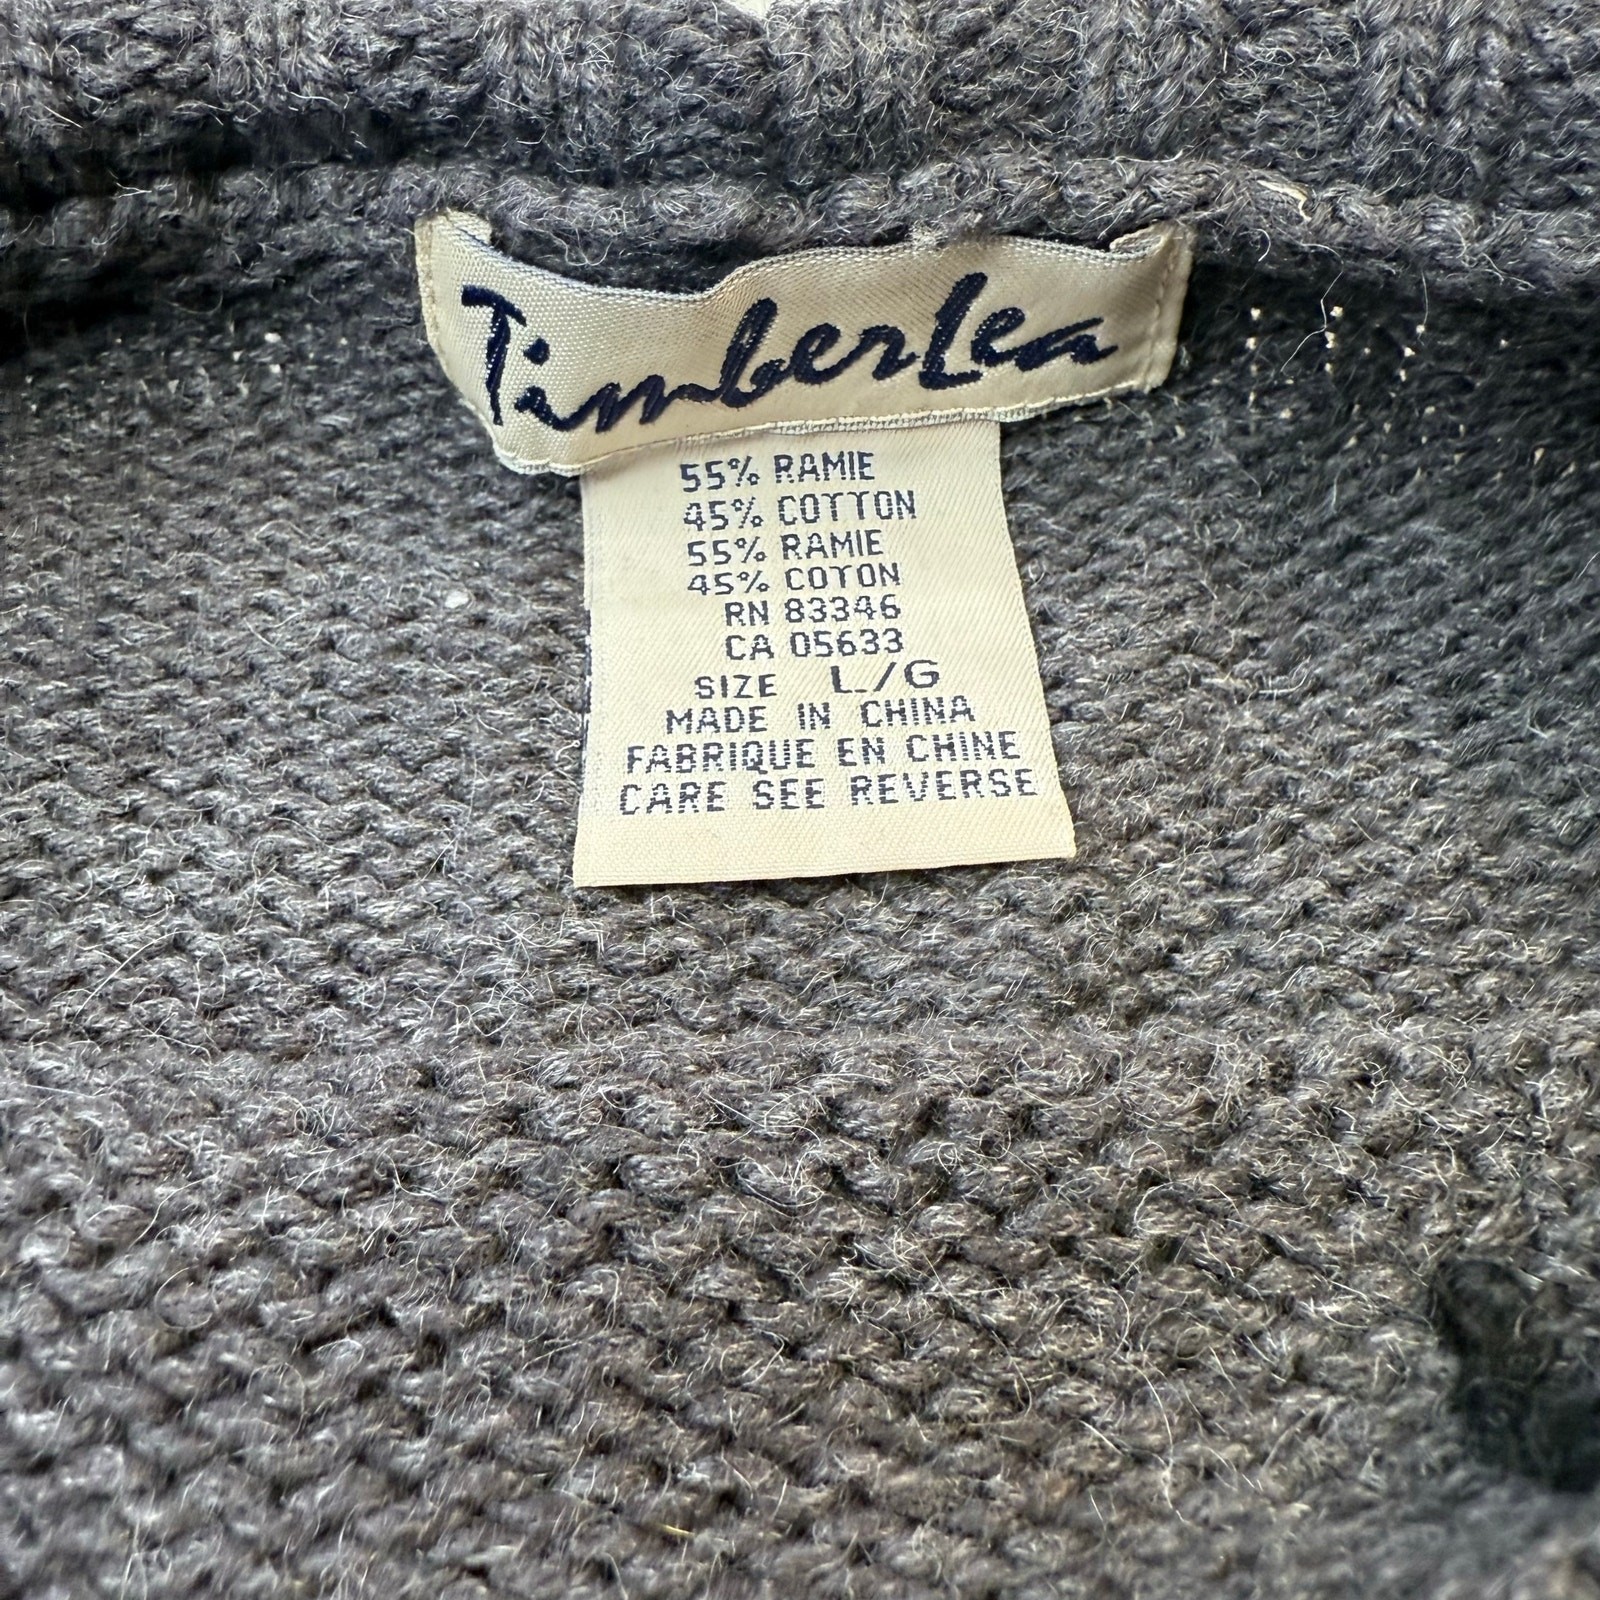 TimberLea
55% RAMIE
45% COTTON
55% RAMIE
45% COTON
RN 83346
CA 05633
SIZE L/G
MADE IN CHINA
FABRIQUE EN CHINE
CARE SEE REVERSE